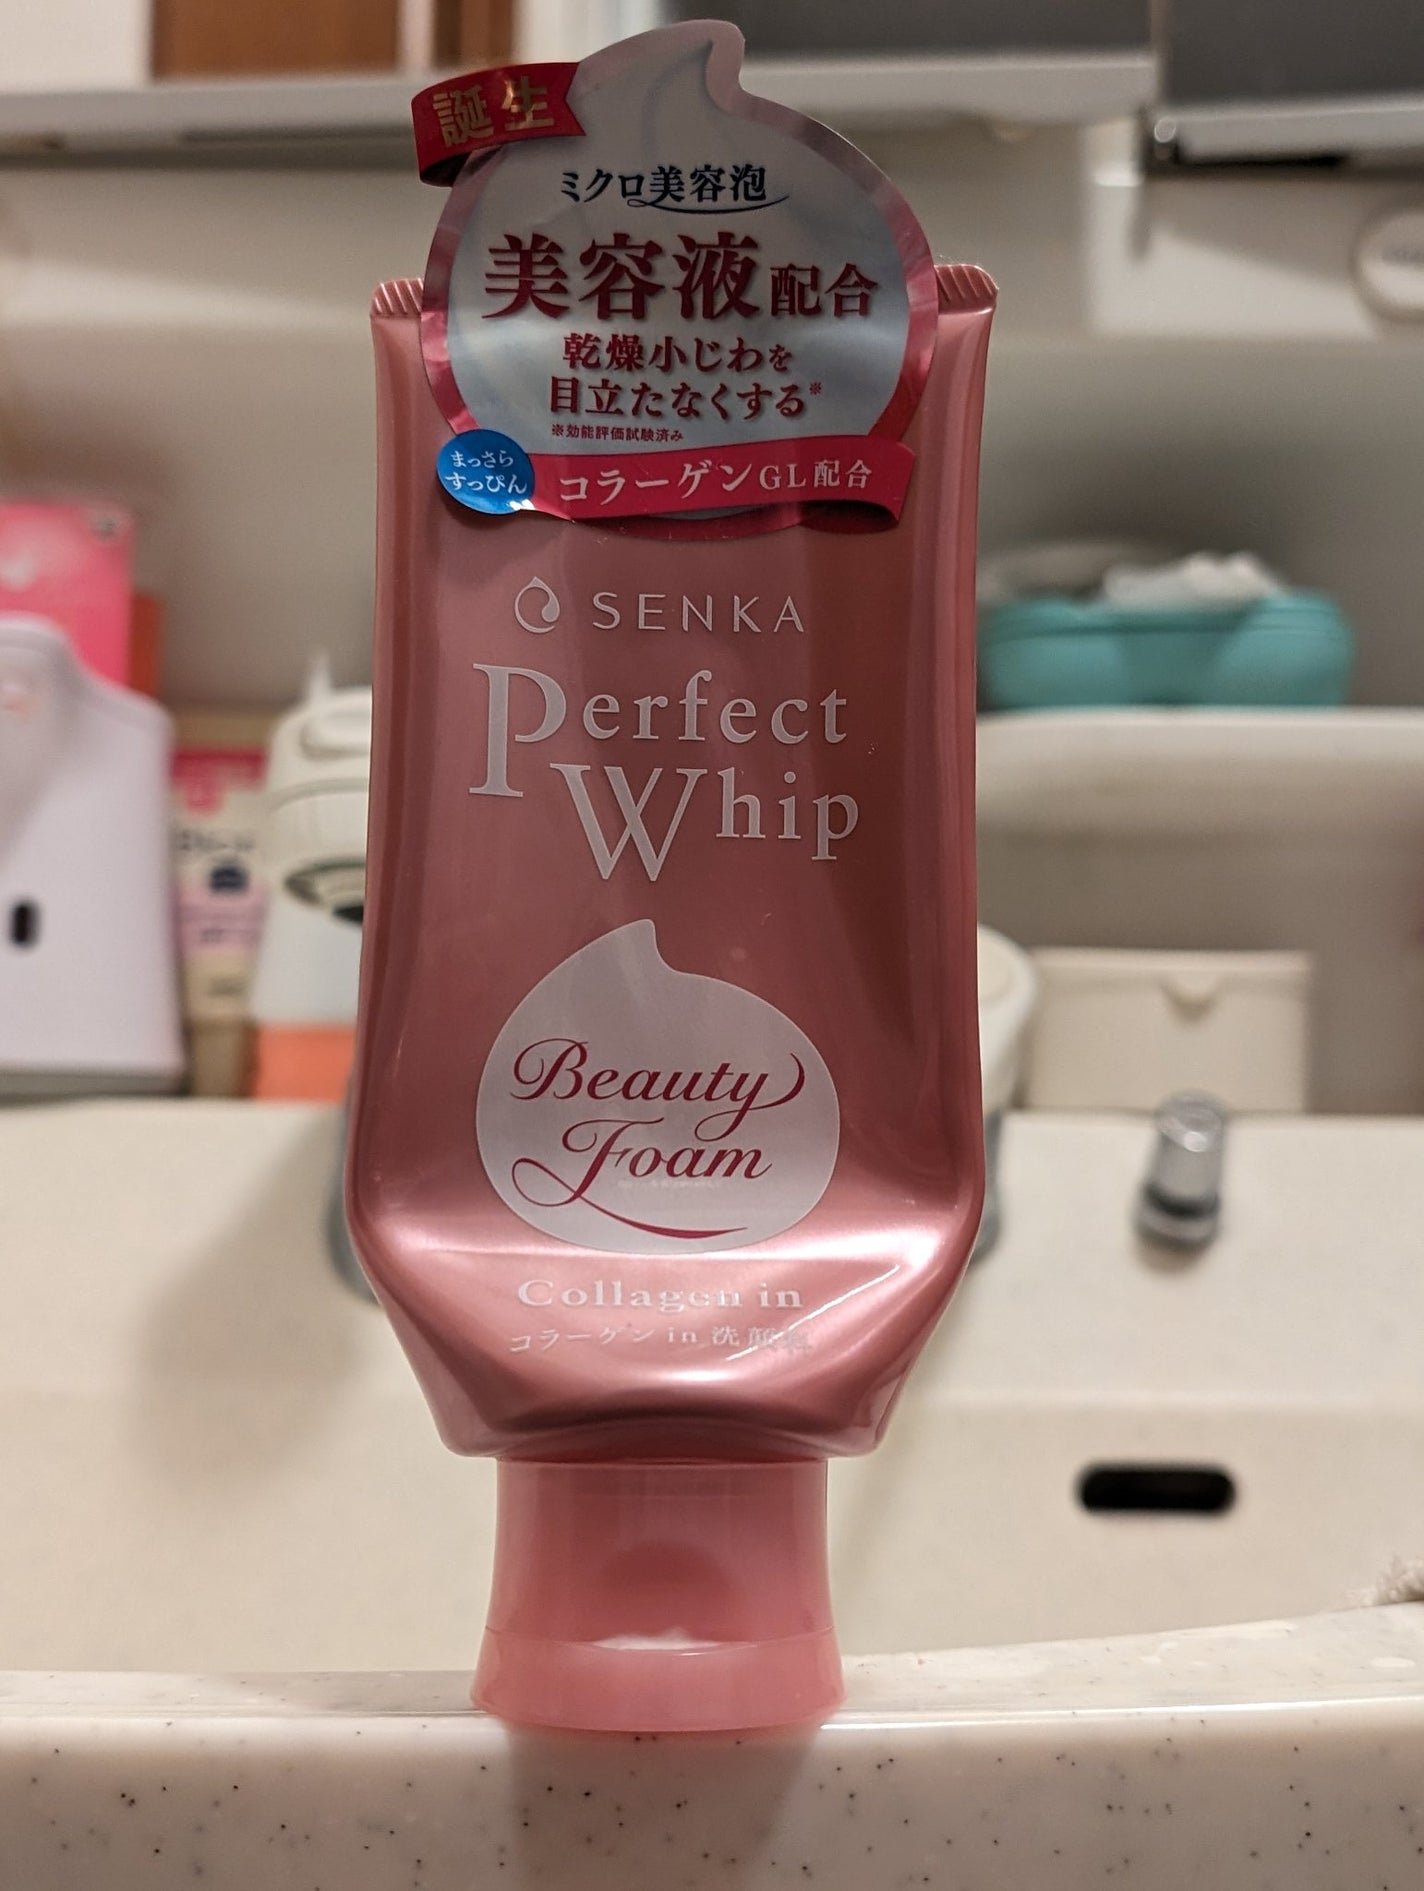 誕生
ミクロ美容泡
美容液配合
乾燥小じわを
目立たなくする※
※効能評価試験済み
まっさら
すっぴん
コラーゲンGL配合
SENKA
Perfect
Whip
Beauty
Foam
Collagen in
コラーゲン in 洗顔料